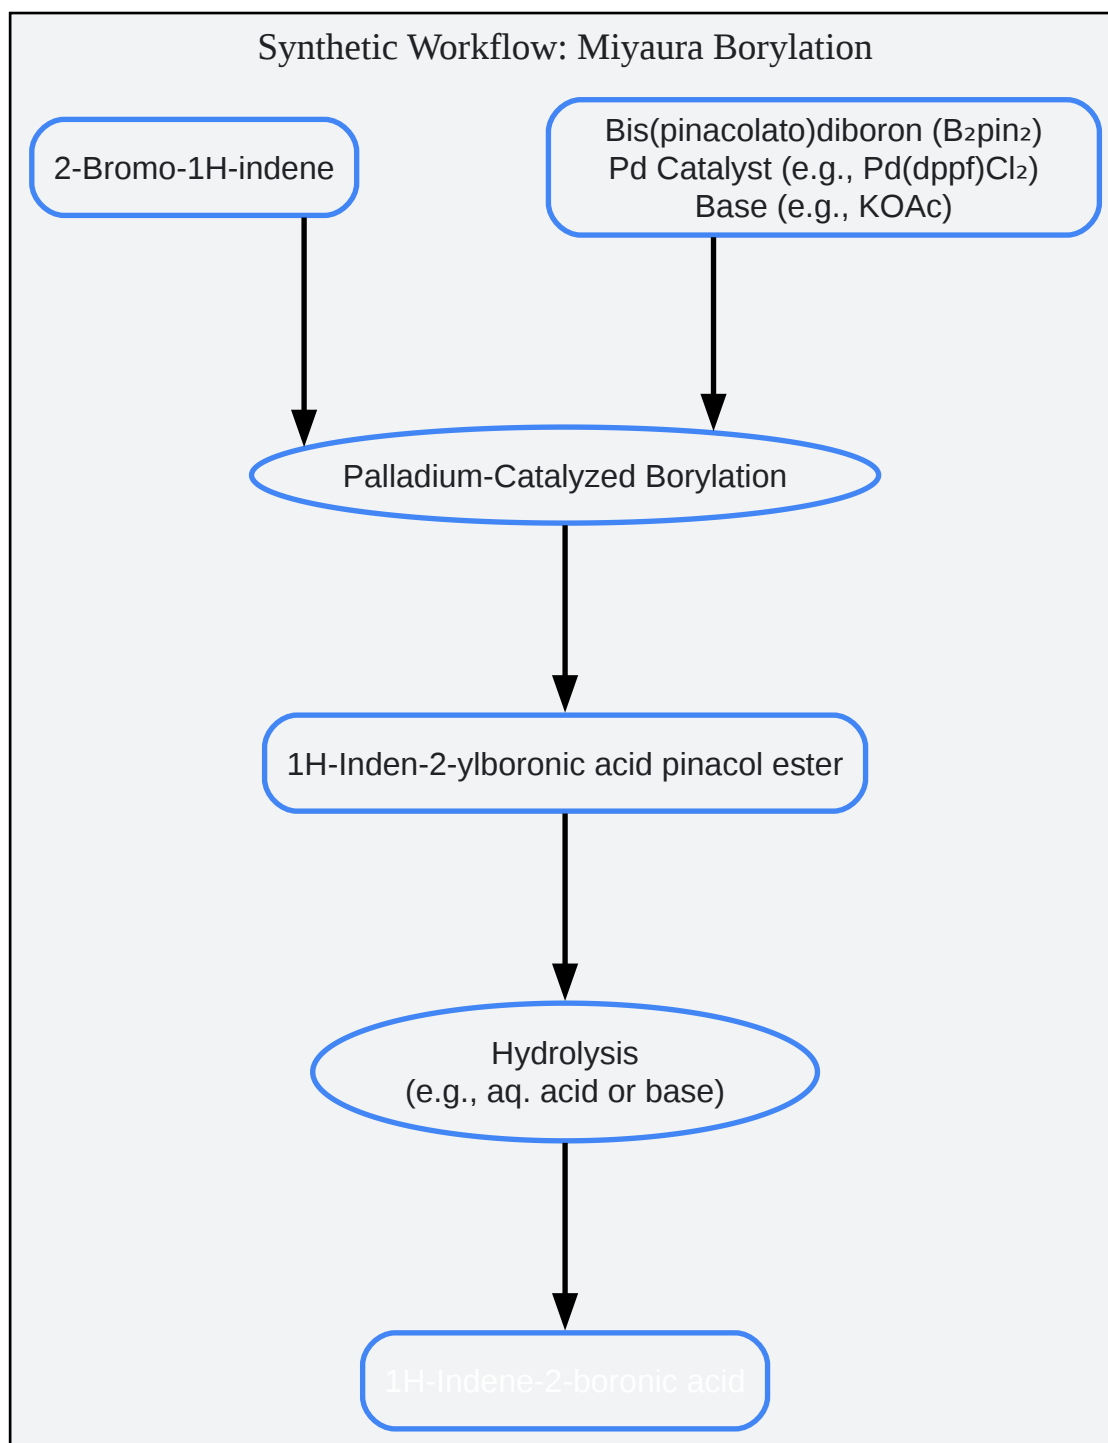 Synthetic Workflow: Miyaura Borylation
2-Bromo-1H-indene
Bis(pinacolato)diboron (B₂pin₂)
Pd Catalyst (e.g., Pd(dppf)Cl₂)
Base (e.g., KOAc)
Palladium-Catalyzed Borylation
1H-Inden-2-ylboronic acid pinacol ester
Hydrolysis
(e.g., aq. acid or base)
1H-Indene-2-boronic acid